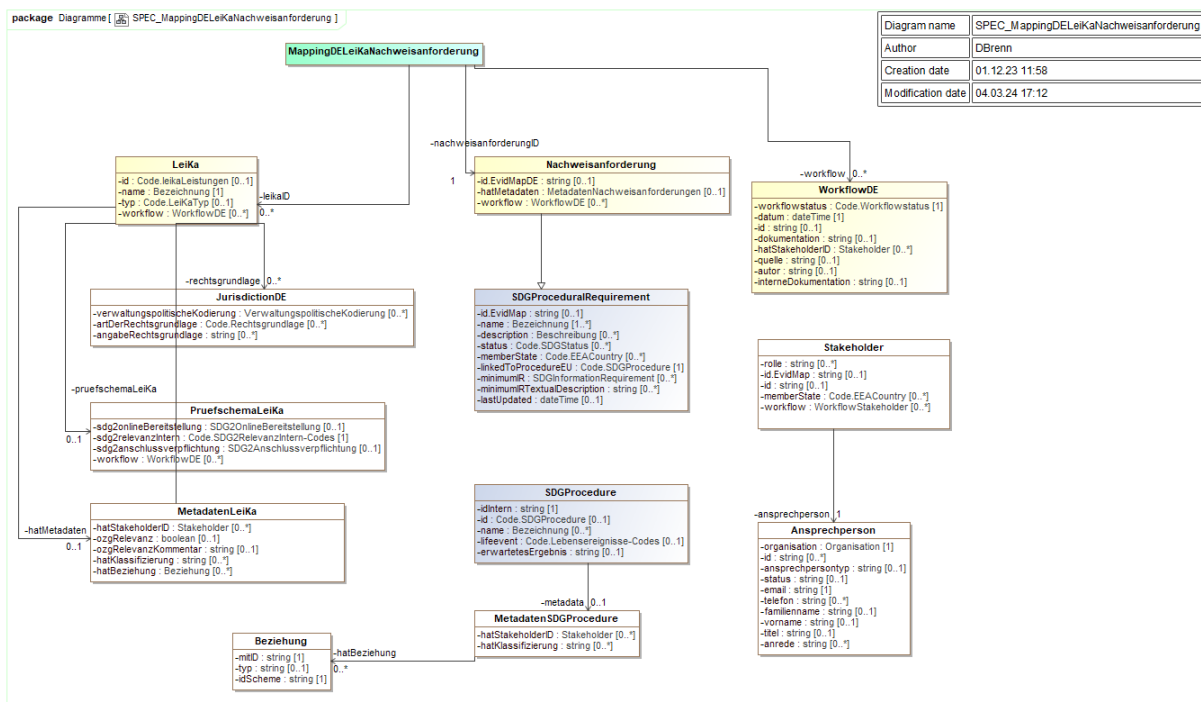 package Diagramme [ SPEC_MappingDELeiKaNachweisanforderung ]
Diagram name SPEC_MappingDELeiKaNachweisanforderung
Author DBrenn
Creation date 01.12.23 11:58
Modification date 04.03.24 17:12
MappingDELeiKaNachweisanforderung
-nachweisanforderungID
1
-workflow 0..*
-leikaID
0..*
LeiKa
-id : Code.leikaLeistungen [0..1]
-name : Bezeichnung [1]
-typ : Code.LeiKaTyp [0..1]
-workflow : WorkflowDE [0..*]
Nachweisanforderung
-id.EvidMapDE : string [0..1]
-hatMetadaten : MetadatenNachweisanforderungen [0..1]
-workflow : WorkflowDE [0..*]
WorkflowDE
-workflowstatus : Code.Workflowstatus [1]
-datum : dateTime [1]
-id : string [0..1]
-dokumentation : string [0..1]
-hatStakeholderID : Stakeholder [0..*]
-quelle : string [0..1]
-autor : string [0..1]
-interneDokumentation : string [0..1]
-rechtsgrundlage 0..*
JurisdictionDE
-verwaltungspolitischeKodierung : VerwaltungspolitischeKodierung [0..*]
-artDerRechtsgrundlage : Code.Rechtsgrundlage [0..*]
-angabeRechtsgrundlage : string [0..*]
SDGProceduralRequirement
-id.EvidMap : string [0..1]
-name : Bezeichnung [1..*]
-description : Beschreibung [0..*]
-status : Code.SDGStatus [0..*]
-memberState : Code.EEACountry [0..*]
-linkedToProcedureEU : Code.SDGProcedure [1]
-minimumIR : SDGInformationRequirement [0..*]
-minimumIRTextualDescription : string [0..*]
-lastUpdated : dateTime [0..1]
Stakeholder
-rolle : string [0..*]
-id.EvidMap : string [0..1]
-id : string [0..1]
-memberState : Code.EEACountry [0..*]
-workflow : WorkflowStakeholder [0..*]
-pruefschemaLeiKa
0..1
PruefschemaLeiKa
-sdg2onlineBereitstellung : SDG2OnlineBereitstellung [0..1]
-sdg2relevanzIntern : Code.SDG2RelevanzIntern-Codes [1]
-sdg2anschlussverpflichtung : SDG2Anschlussverpflichtung [0..1]
-workflow : WorkflowDE [0..*]
-hatMetadaten
0..1
MetadatenLeiKa
-hatStakeholderID : Stakeholder [0..*]
-ozgRelevanz : boolean [0..1]
-ozgRelevanzKommentar : string [0..1]
-hatKlassifizierung : string [0..*]
-hatBeziehung : Beziehung [0..*]
SDGProcedure
-idIntern : string [1]
-id : Code.SDGProcedure [0..1]
-name : Bezeichnung [0..*]
-lifeevent : Code.Lebensereignisse-Codes [0..1]
-erwartetesErgebnis : string [0..1]
-ansprechperson 1
Ansprechperson
-organisation : Organisation [1]
-id : string [0..*]
-ansprechpersontyp : string [0..1]
-status : string [0..1]
-email : string [1]
-telefon : string [0..*]
-familienname : string [0..1]
-vorname : string [0..1]
-titel : string [0..1]
-anrede : string [0..*]
-metadata 0..1
MetadatenSDGProcedure
-hatStakeholderID : Stakeholder [0..*]
-hatKlassifizierung : string [0..*]
-hatBeziehung
0..*
Beziehung
-mitID : string [1]
-typ : string [0..1]
-idScheme : string [1]